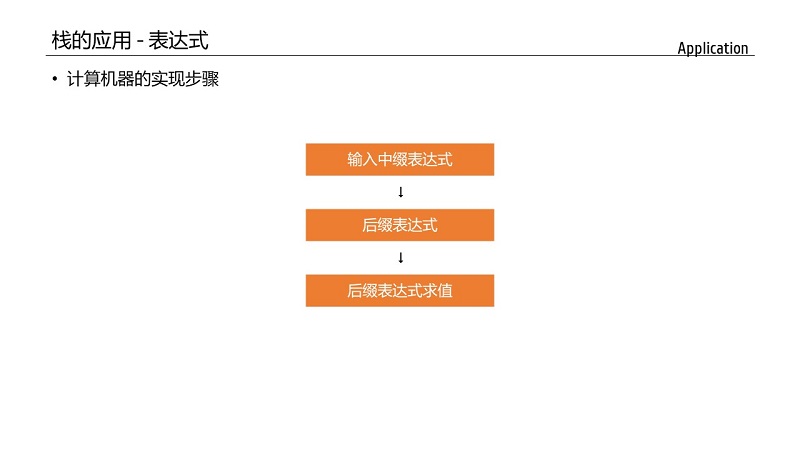 栈的应用 - 表达式
Application
• 计算机器的实现步骤
输入中缀表达式
↓
后缀表达式
↓
后缀表达式求值